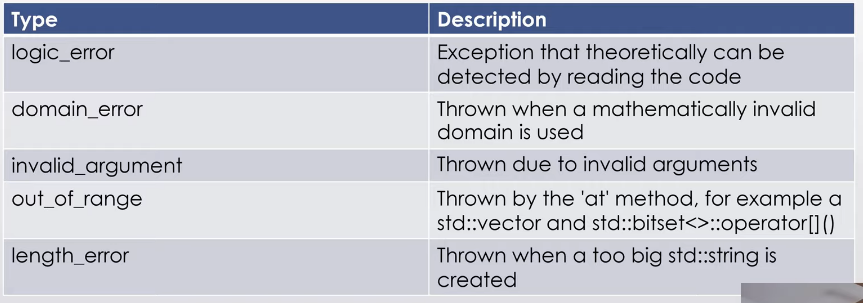 Type Description
logic_error Exception that theoretically can be
detected by reading the code
domain_error Thrown when a mathematically invalid
domain is used
invalid_argument Thrown due to invalid arguments
out_of_range Thrown by the 'at' method, for example a
std::vector and std::bitset<>::operator[]()
length_error Thrown when a too big std::string is
created